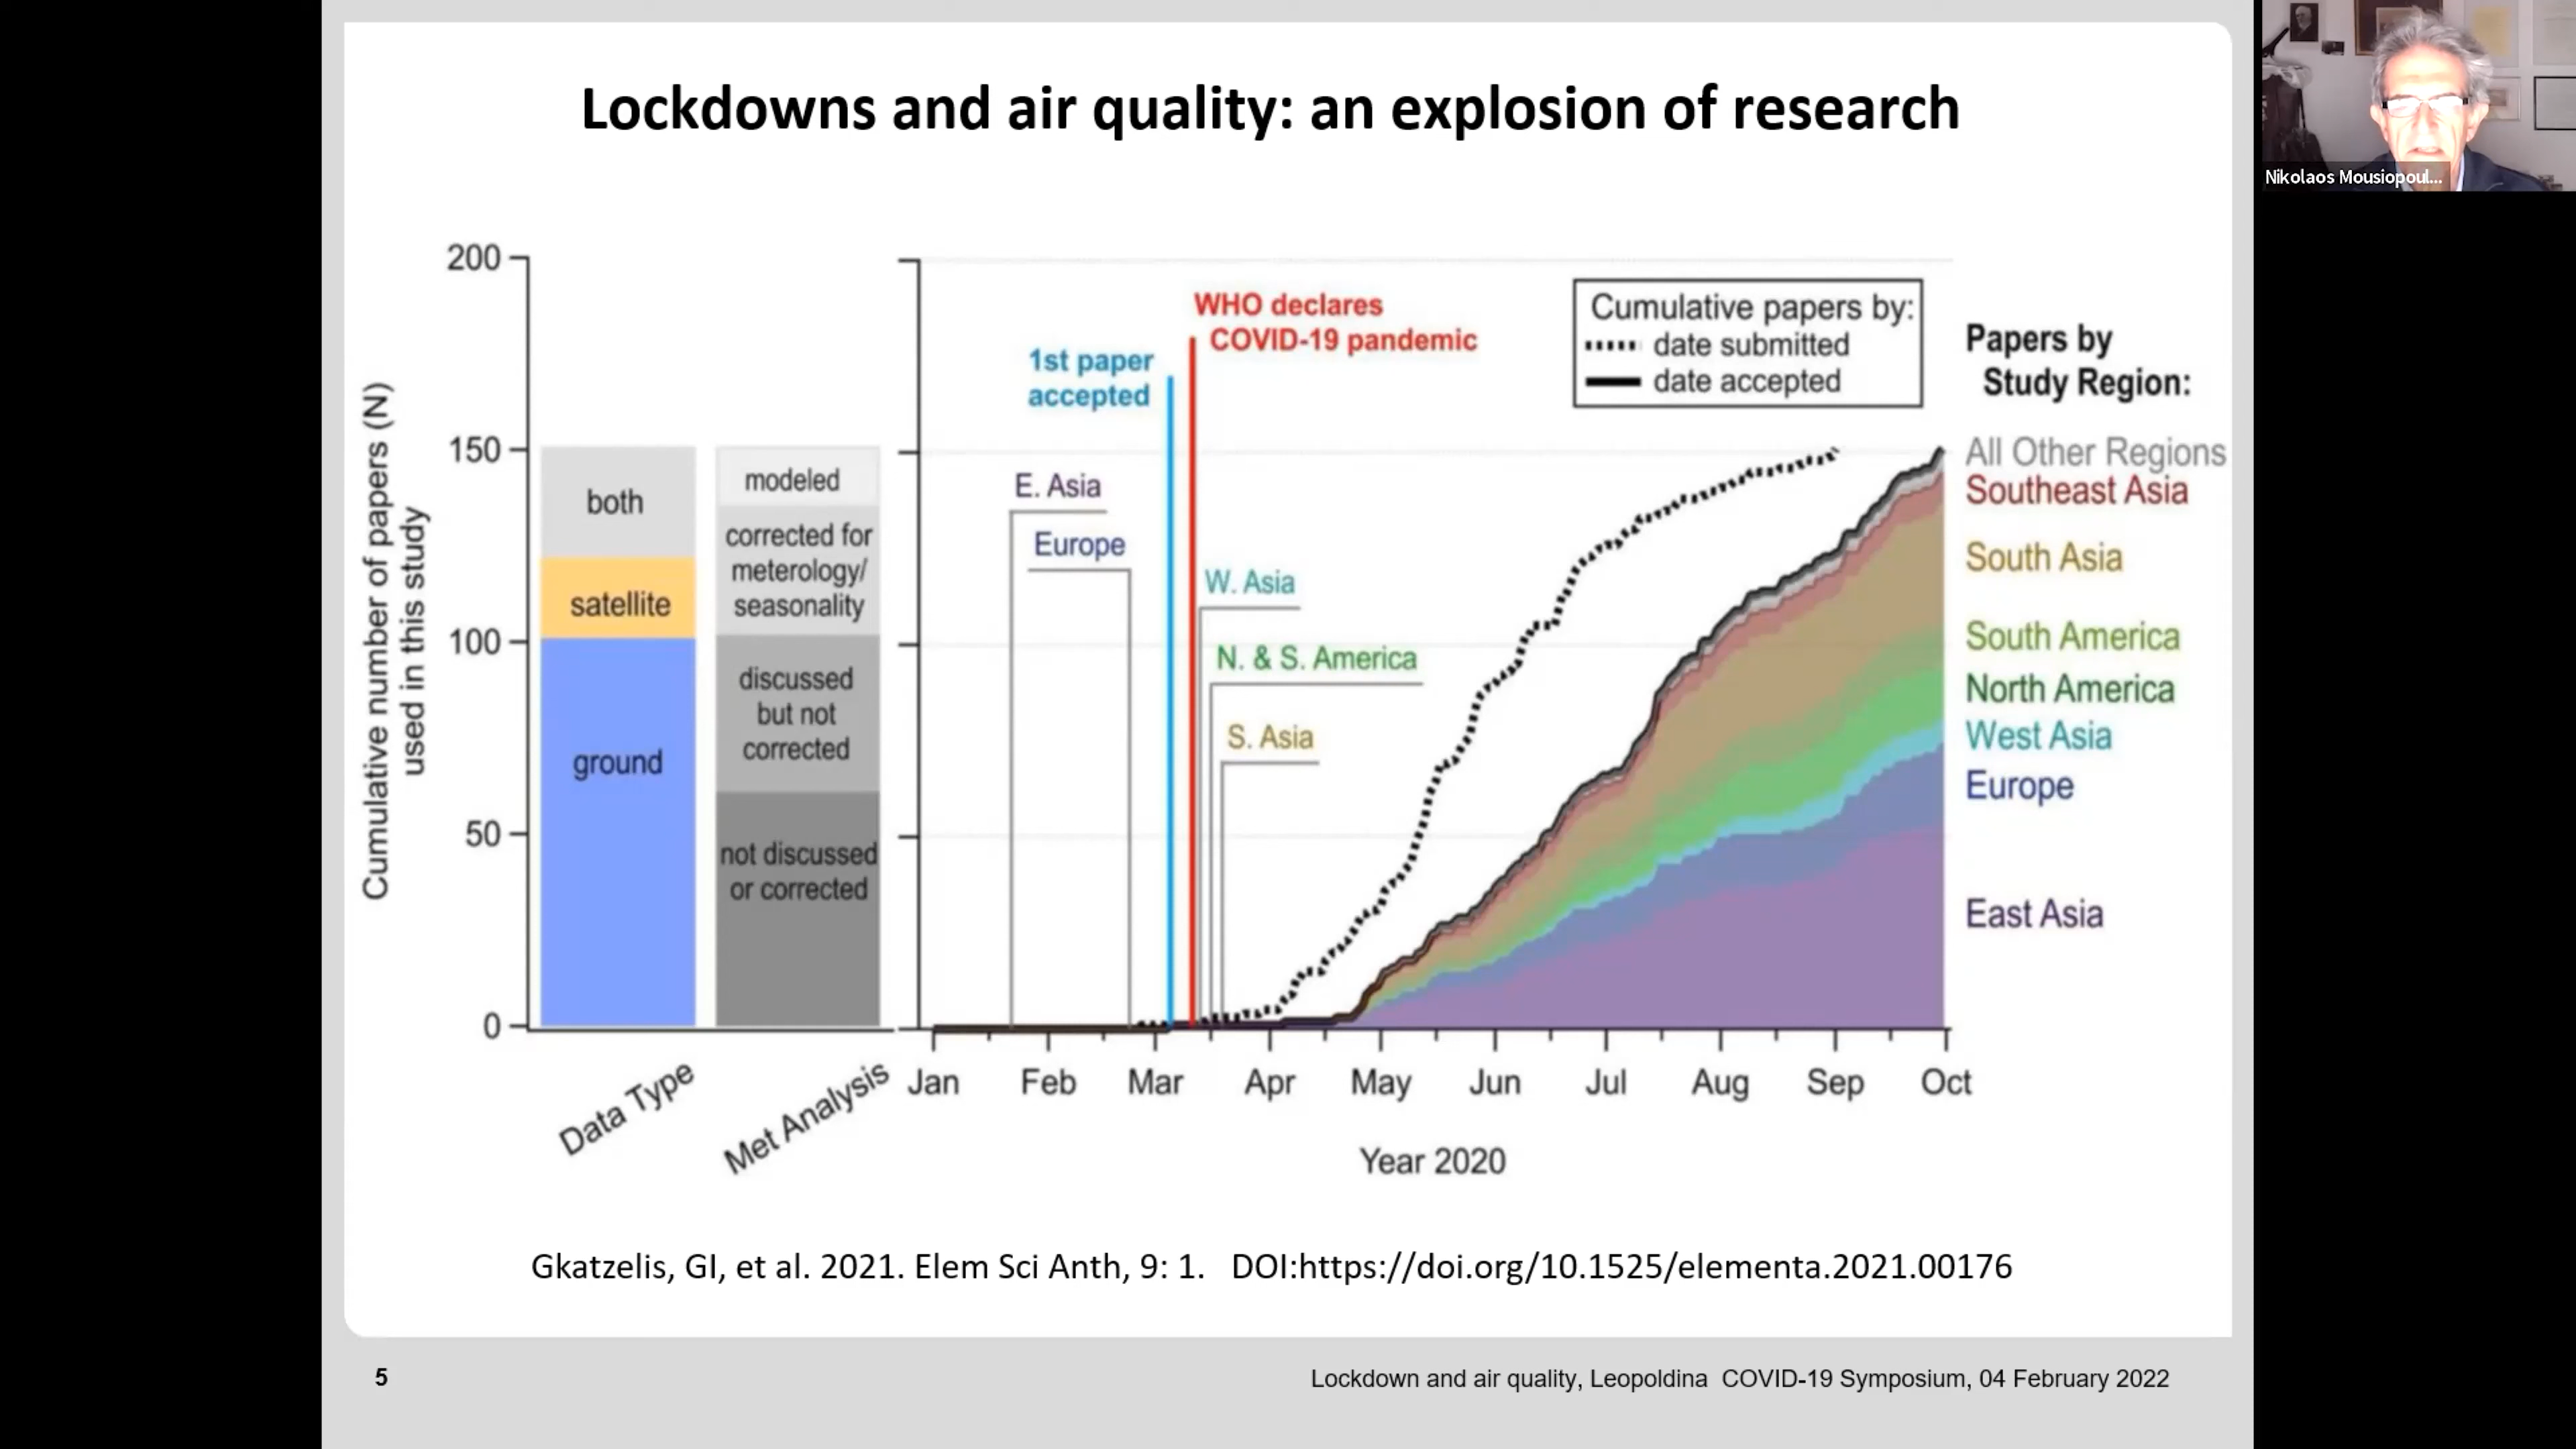 Lockdowns and air quality: an explosion of research
Nikolaos Mousiopoul...
Cumulative number of papers (N)
used in this study
200
150
100
50
0
both
satellite
ground
modeled
corrected for
meterology/
seasonality
discussed
but not
corrected
not discussed
or corrected
Data Type
Met Analysis
WHO declares
COVID-19 pandemic
1st paper
accepted
E. Asia
Europe
W. Asia
N. & S. America
S. Asia
Cumulative papers by:
date submitted
date accepted
Papers by
Study Region:
All Other Regions
Southeast Asia
South Asia
South America
North America
West Asia
Europe
East Asia
Jan Feb Mar Apr May Jun Jul Aug Sep Oct
Year 2020
Gkatzelis, GI, et al. 2021. Elem Sci Anth, 9: 1. DOI:https://doi.org/10.1525/elementa.2021.00176
5
Lockdown and air quality, Leopoldina COVID-19 Symposium, 04 February 2022